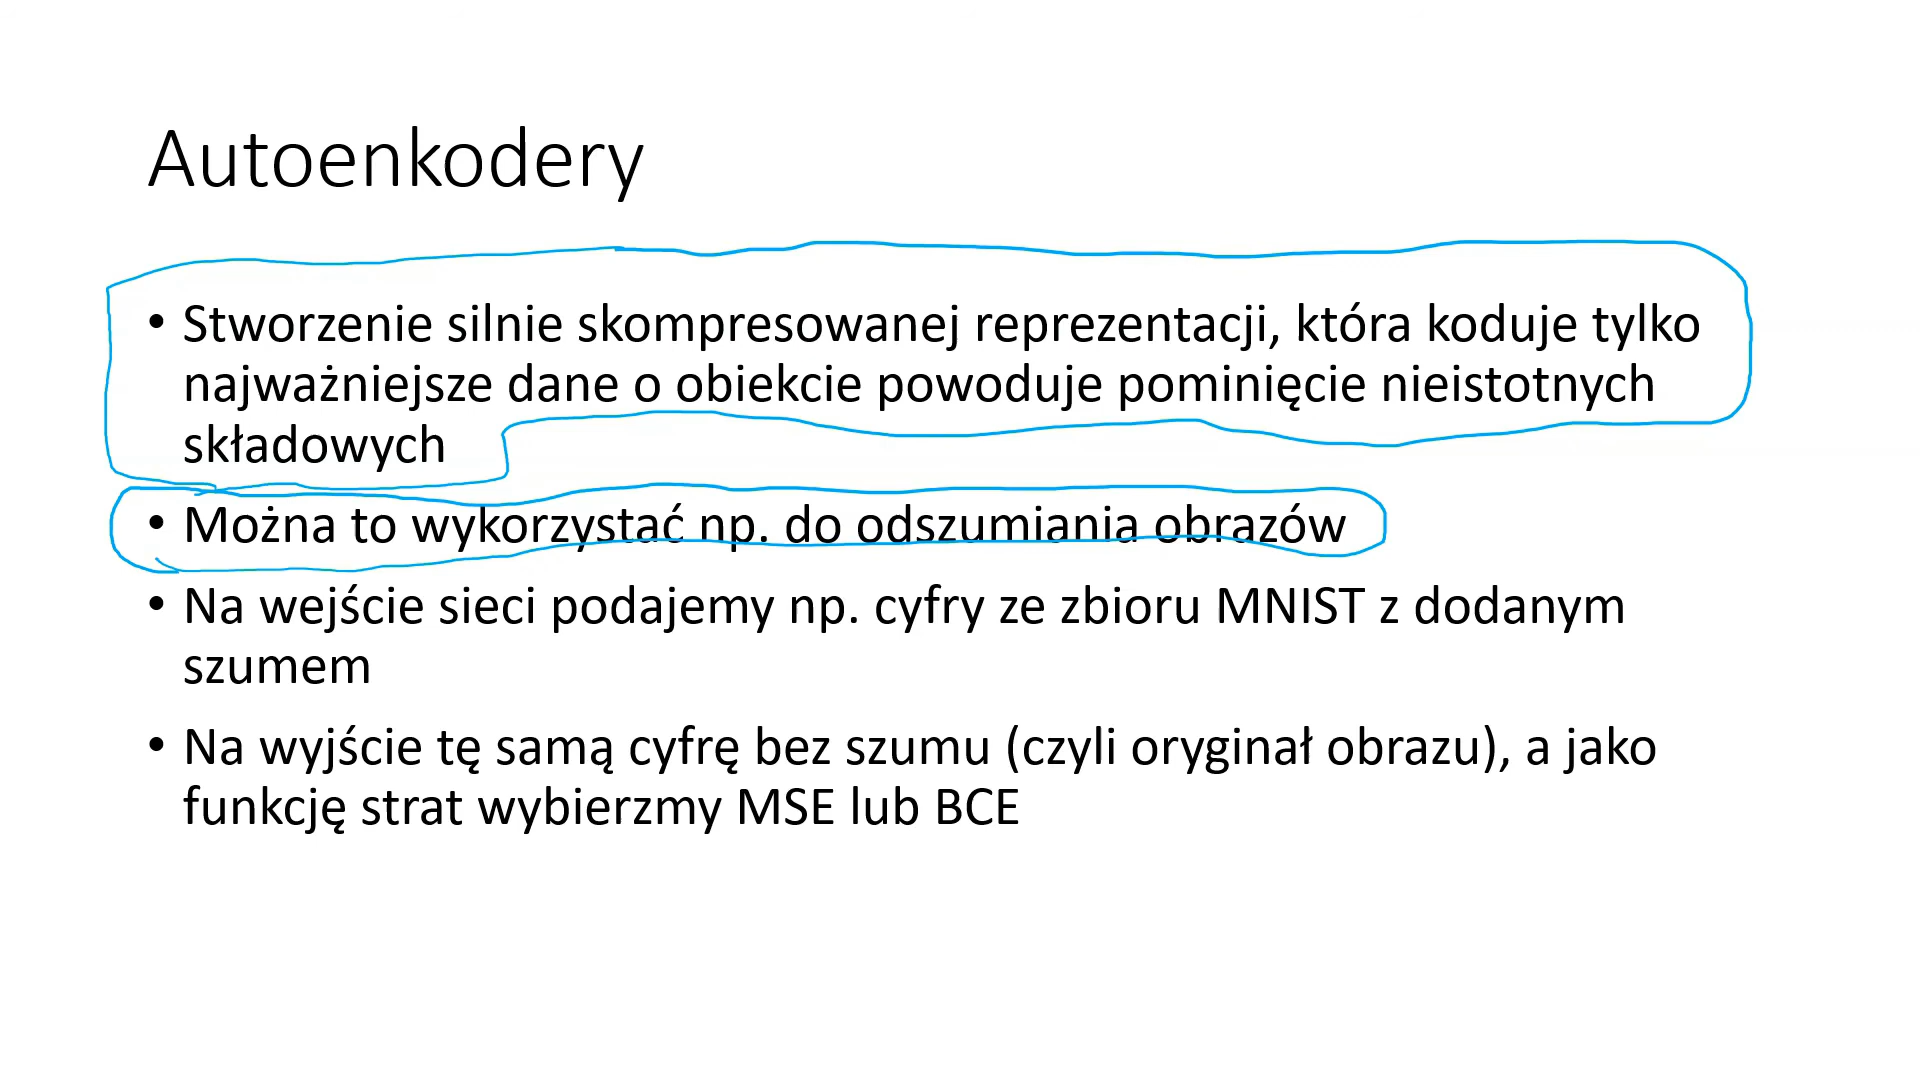 Autoenkodery
• Stworzenie silnie skompresowanej reprezentacji, która koduje tylko
najważniejsze dane o obiekcie powoduje pominięcie nieistotnych
składowych
• Można to wykorzystać np. do odszumiania obrazów
• Na wejście sieci podajemy np. cyfry ze zbioru MNIST z dodanym
szumem
• Na wyjście tę samą cyfrę bez szumu (czyli oryginał obrazu), a jako
funkcję strat wybierzmy MSE lub BCE